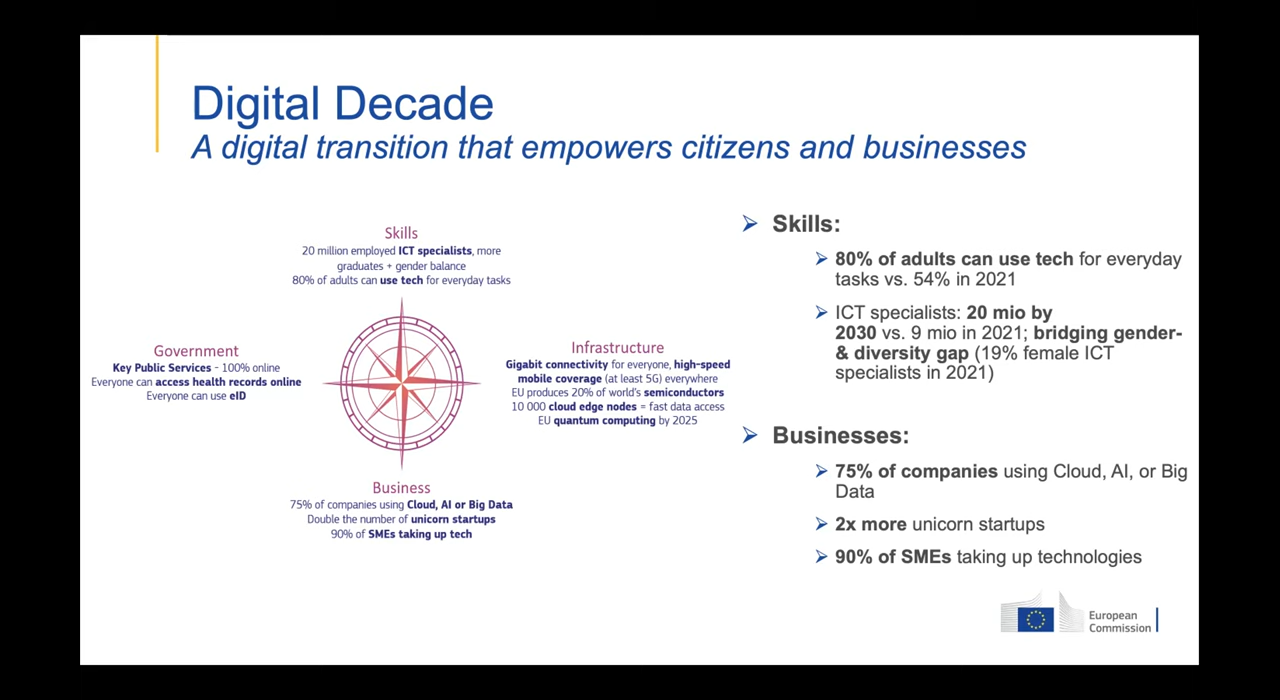 Digital Decade
A digital transition that empowers citizens and businesses
Skills
20 million employed ICT specialists, more
graduates + gender balance
80% of adults can use tech for everyday tasks
Government
Key Public Services - 100% online
Everyone can access health records online
Everyone can use eID
Infrastructure
Gigabit connectivity for everyone, high-speed
mobile coverage (at least 5G) everywhere
EU produces 20% of world's semiconductors
10 000 cloud edge nodes = fast data access
EU quantum computing by 2025
Business
75% of companies using Cloud, AI or Big Data
Double the number of unicorn startups
90% of SMEs taking up tech
➢ Skills:
➢ 80% of adults can use tech for everyday
tasks vs. 54% in 2021
➢ ICT specialists: 20 mio by
2030 vs. 9 mio in 2021; bridging gender-
& diversity gap (19% female ICT
specialists in 2021)
➢ Businesses:
➢ 75% of companies using Cloud, AI, or Big
Data
➢ 2x more unicorn startups
➢ 90% of SMEs taking up technologies
European
Commission